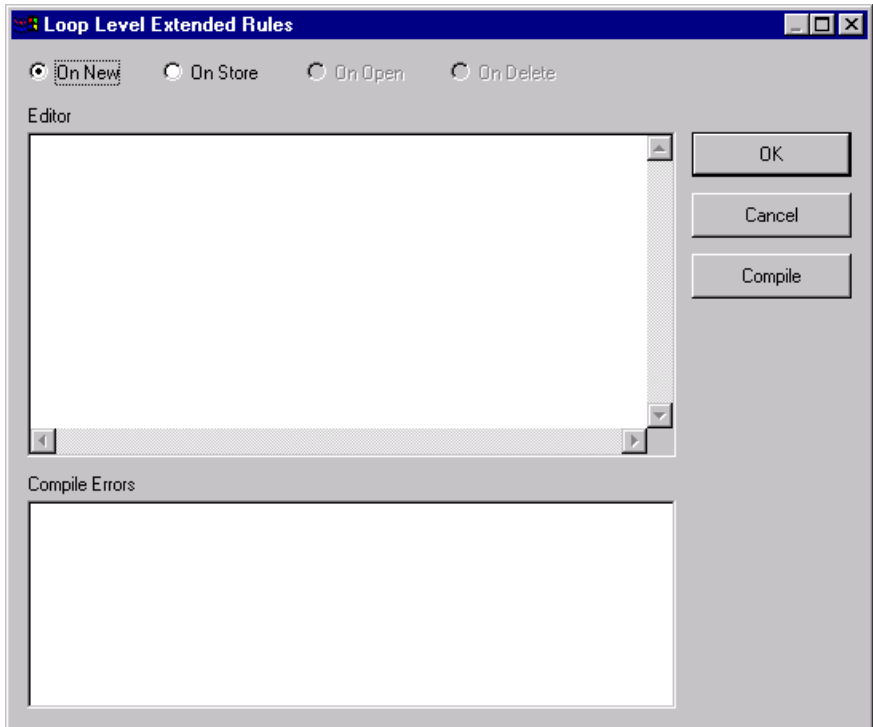 Loop Level Extended Rules
On New On Store On Open On Delete
Editor
OK
Cancel
Compile
Compile Errors